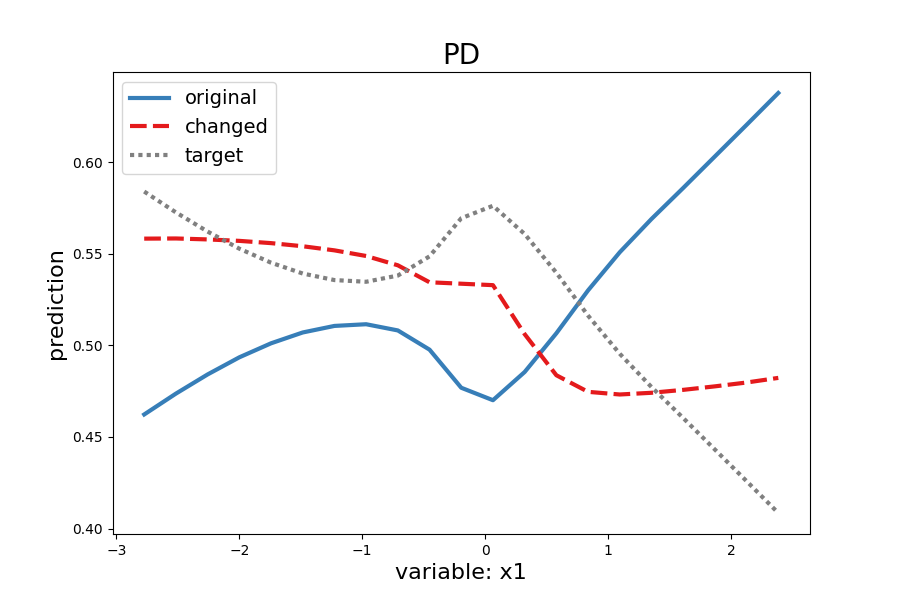 PD
original
changed
target
0.60
0.55
0.50
0.45
0.40
prediction
−3
−2
−1
0
1
2
variable: x1